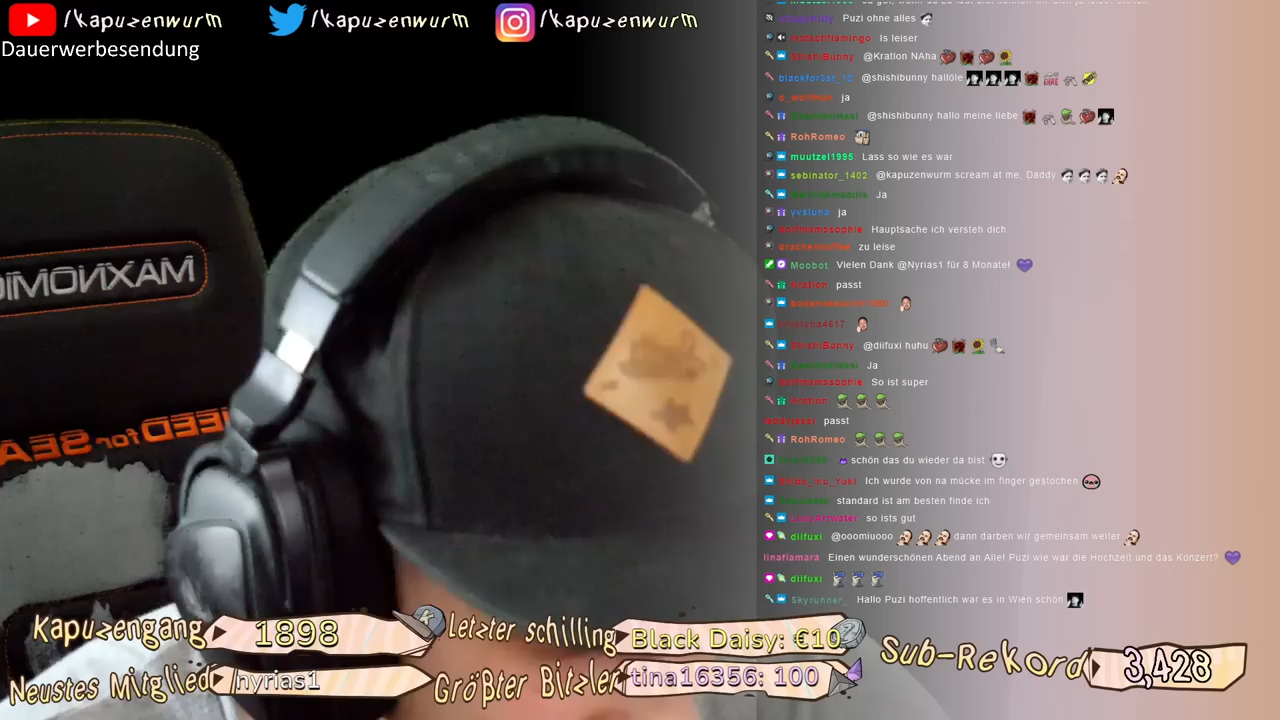 /kapuzenwurm /kapuzenwurm /kapuzenwurm
Dauerwerbesendung
Puzi ohne alles
Is leiser
ShishiBunny @Kration NAha
@shishibunny hallöle
ja
@shishibunny hallo meine liebe
RohRomeo
muutzel1995 Lass so wie es war
sebinator_1402 @kapuzenwurm scream at me, Daddy
Ja
yvsluna ja
Hauptsache ich versteh dich
zu leise
Moobot Vielen Dank @Nyrias1 für 8 Monate!
Kration passt
ShishiBunny @diifuxi huhu
Ja
So ist super
Kration
passt
RohRomeo
schön das du wieder da bist
Ich wurde von na mücke im finger gestochen
standard ist am besten finde ich
so ists gut
diifuxi @ooomiuooo dann darben wir gemeinsam weiter
linaflamara Einen wunderschönen Abend an Alle! Puzi wie war die Hochzeit und das Konzert?
diifuxi
Skyrunner_ Hallo Puzi hoffentlich war es in Wien schön
NEED for SEA
Kapuzengang 1898 Letzter schilling Black Daisy: €10
Neustes Mitglied nyrias1 Größter Bitzler tina16356: 100
Sub-Rekord 3,428